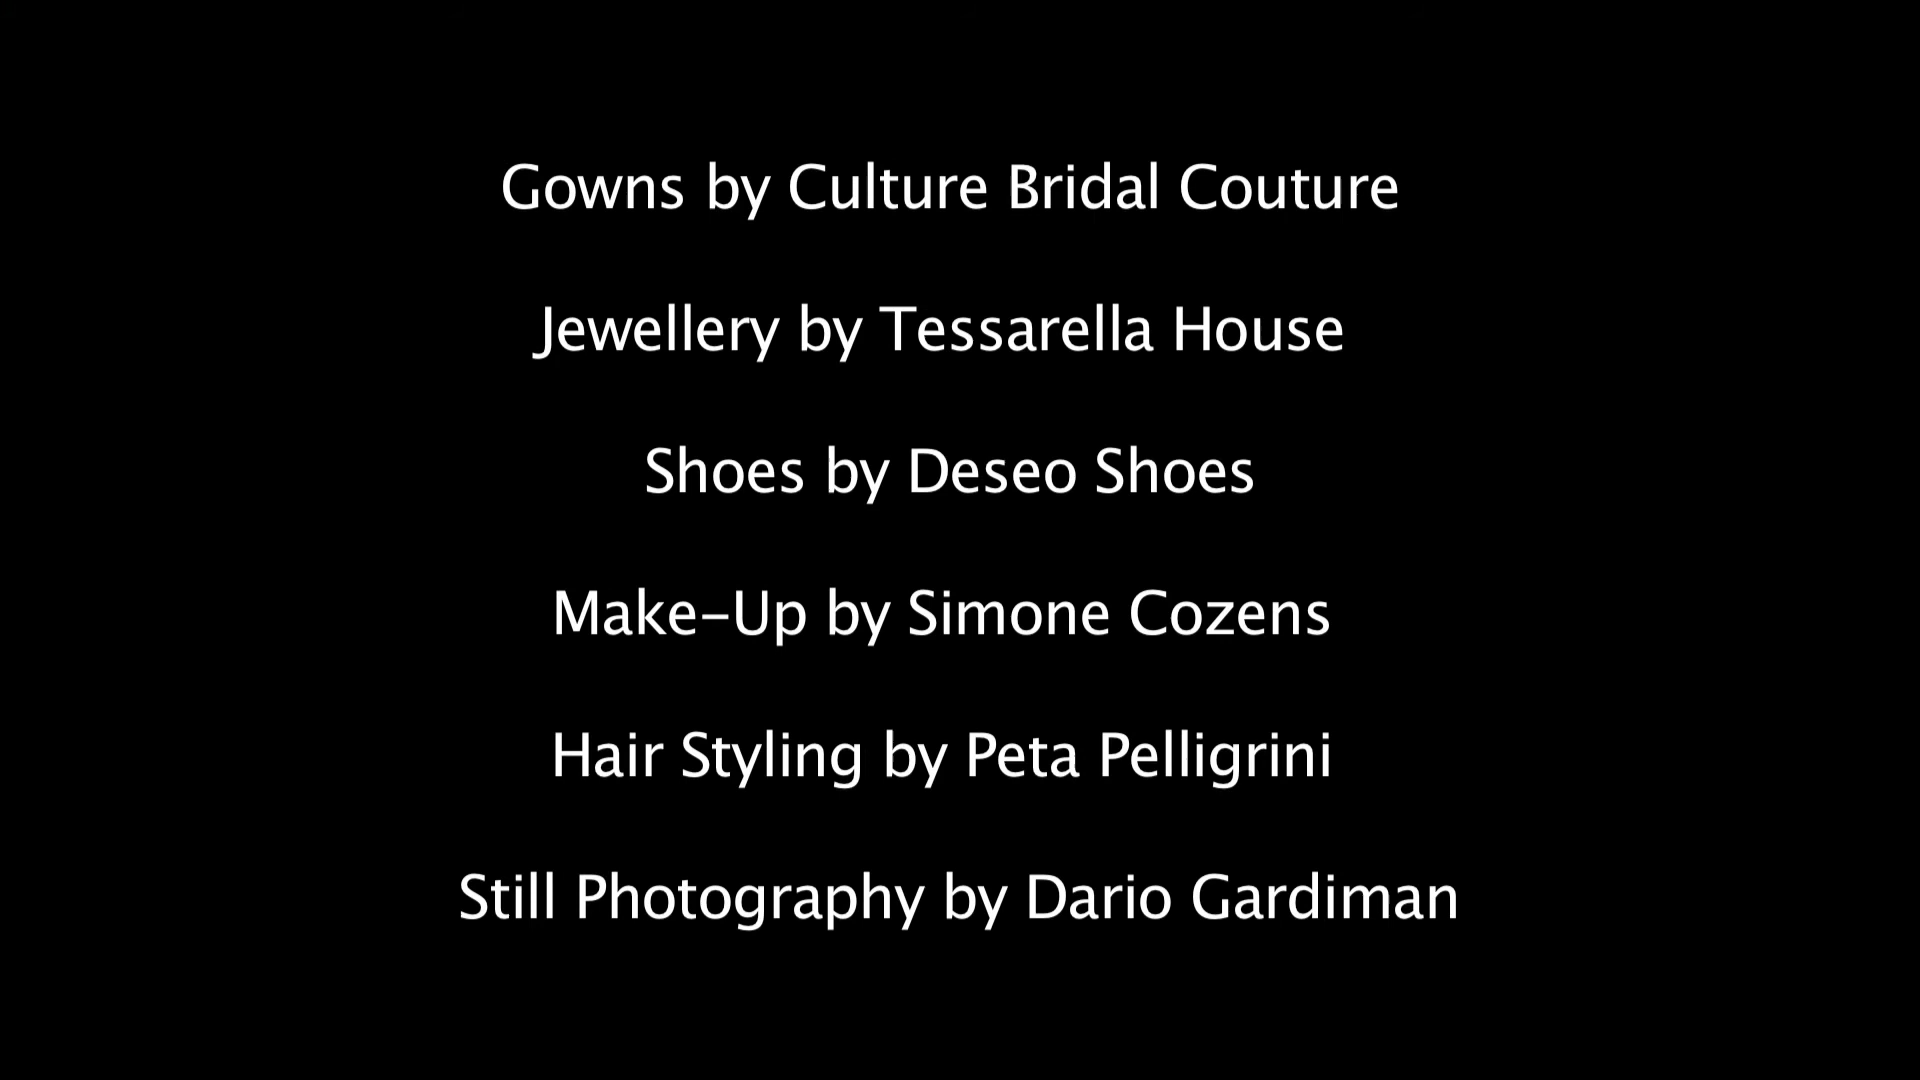 Gowns by Culture Bridal Couture
Jewellery by Tessarella House
Shoes by Deseo Shoes
Make-Up by Simone Cozens
Hair Styling by Peta Pelligrini
Still Photography by Dario Gardiman